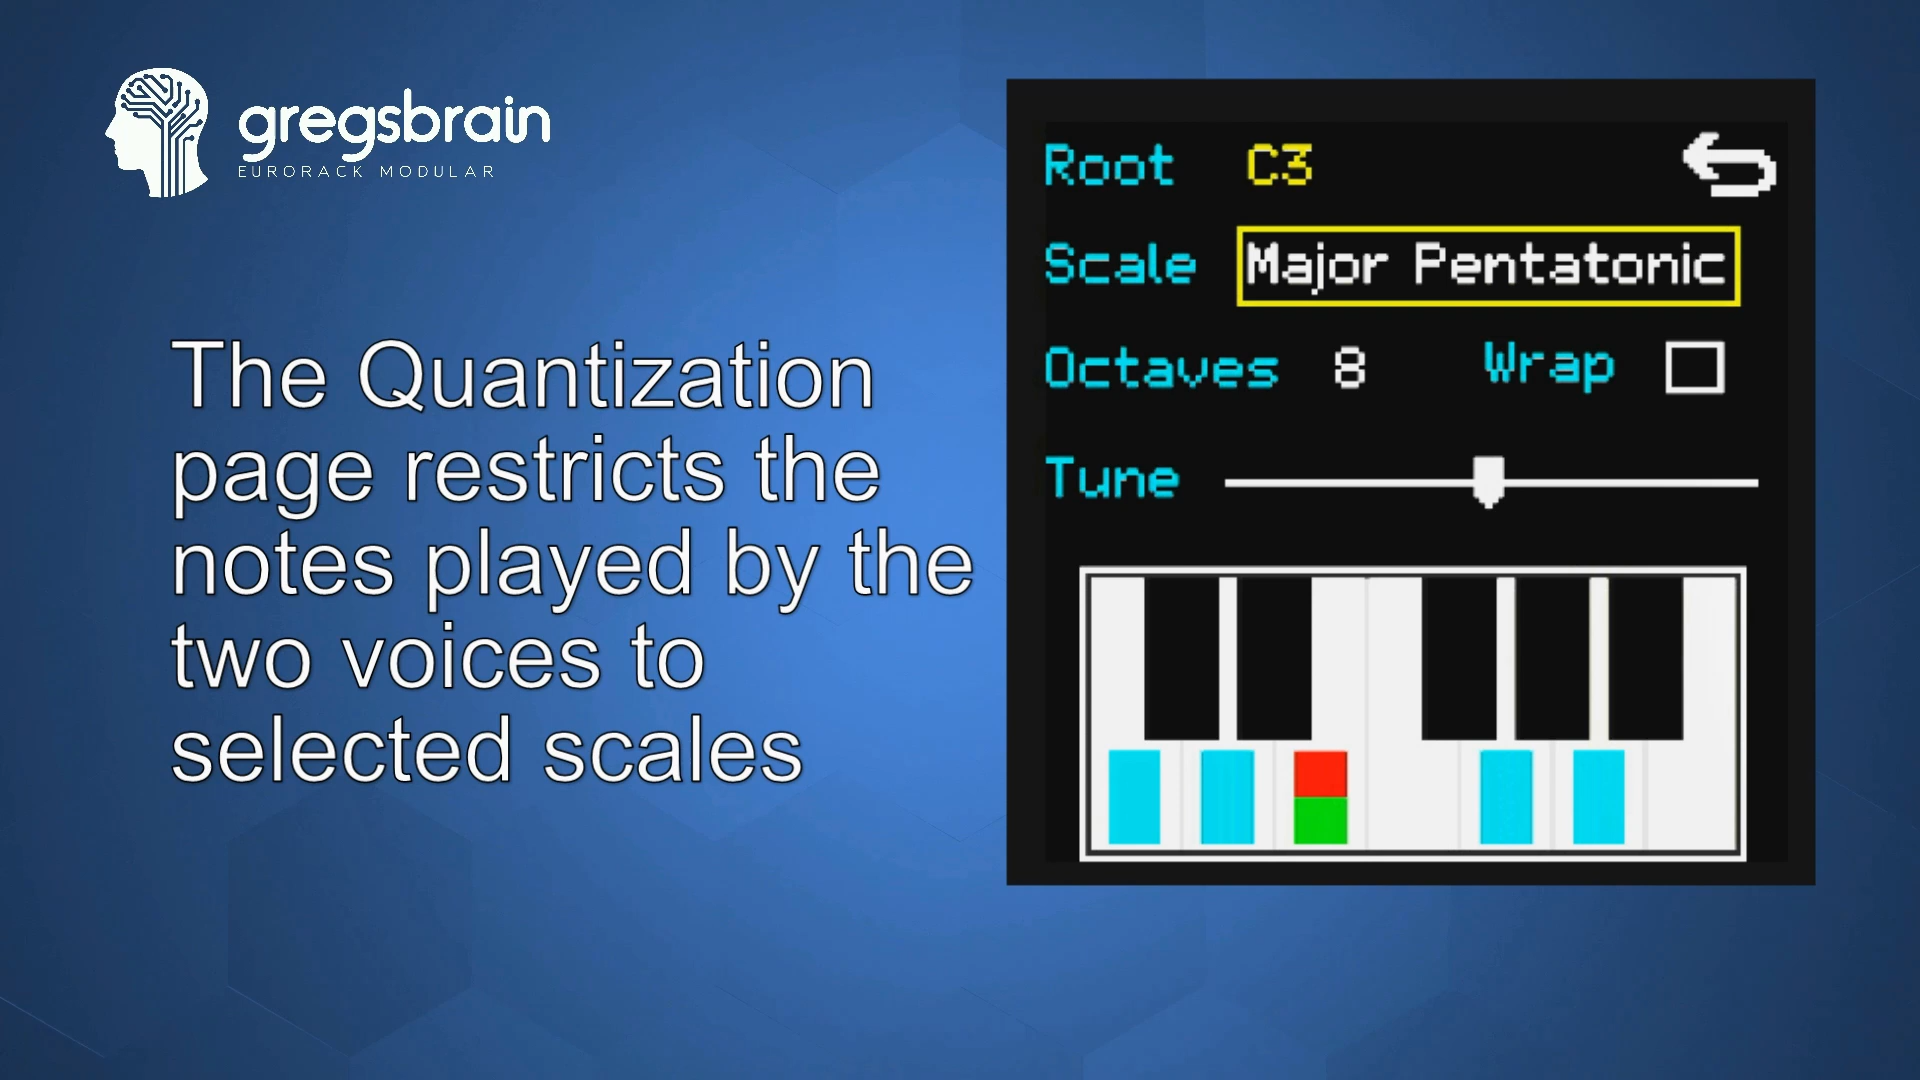 gregsbrain
EURORACK MODULAR
The Quantization
page restricts the
notes played by the
two voices to
selected scales
Root C3
Scale Major Pentatonic
Octaves 8 Wrap
Tune